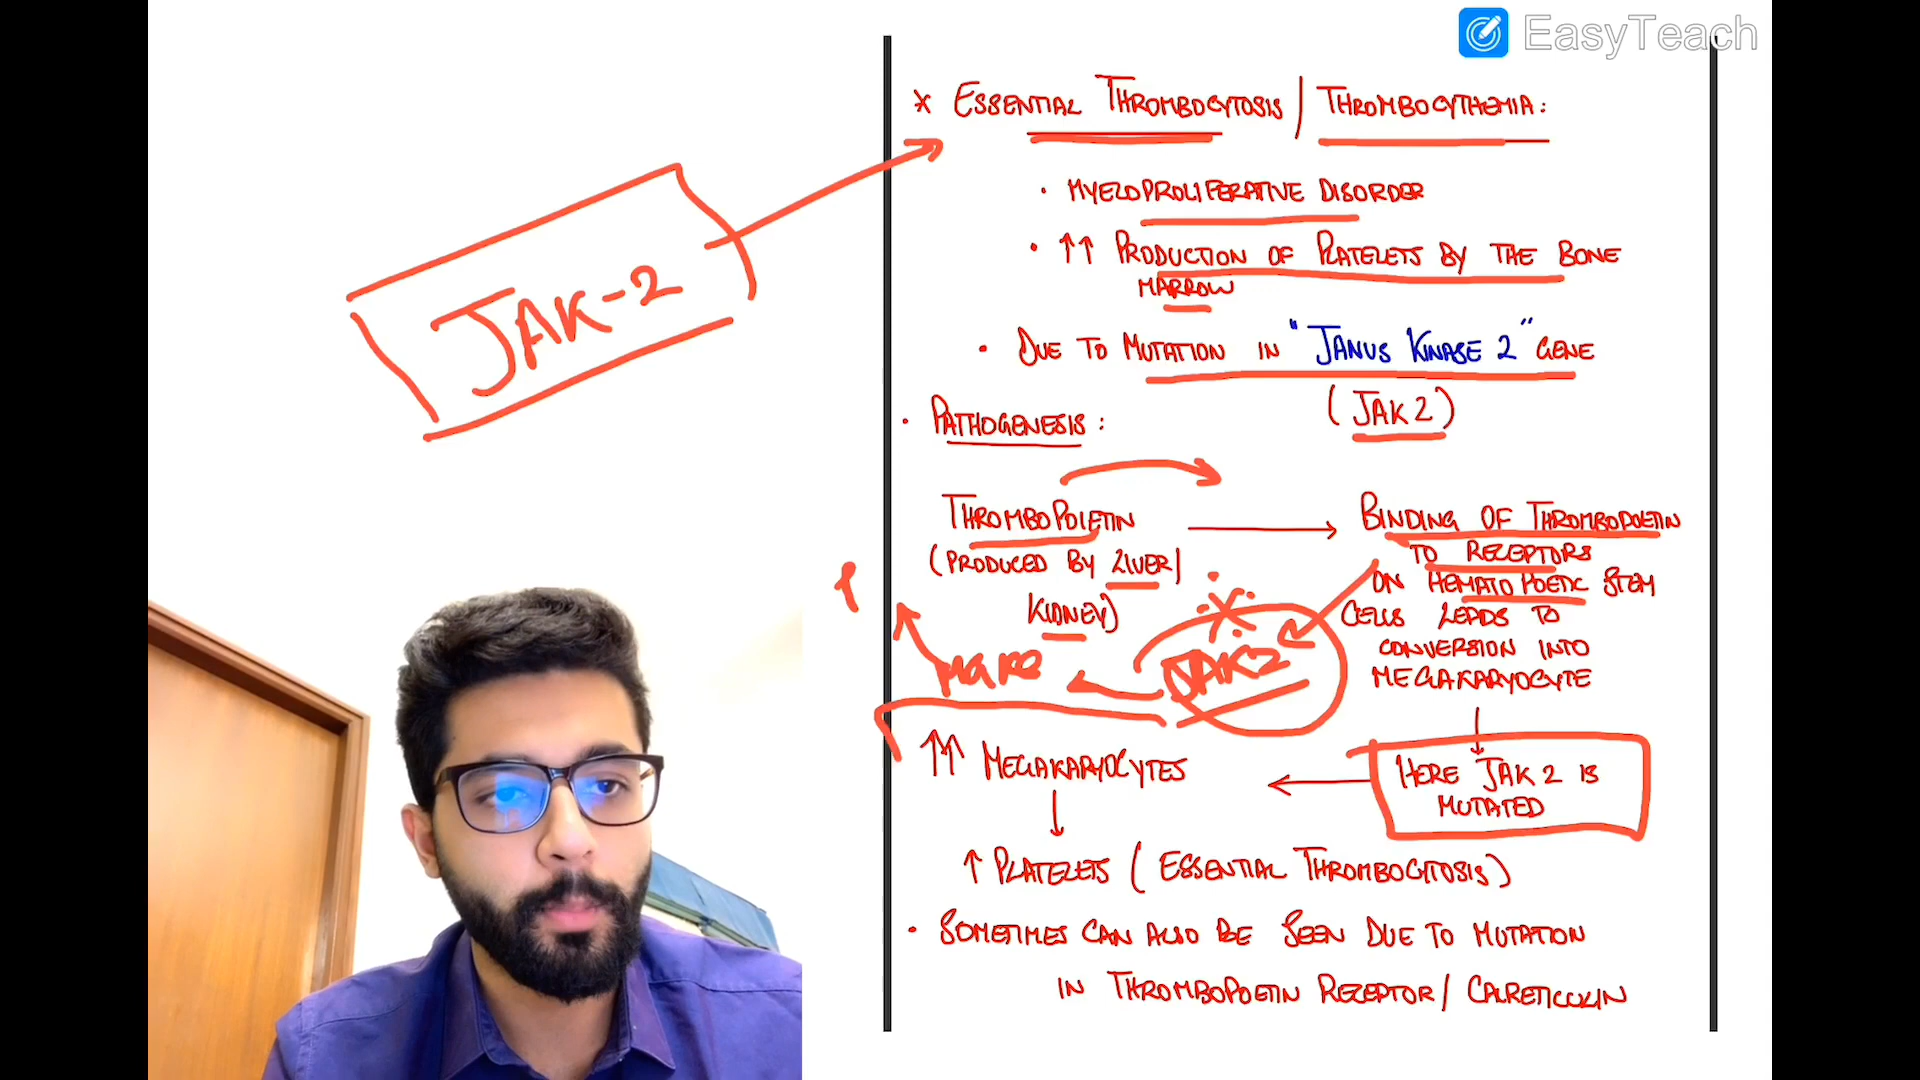 EasyTeach
* ESSENTIAL THROMBOCYTOSIS / THROMBOCYTHEMIA:
• MYELOPROLIFERATIVE DISORDER
• ↑↑ PRODUCTION OF PLATELETS BY THE BONE
MARROW
• DUE TO MUTATION IN "JANUS KINASE 2" GENE
(JAK 2)
JAK-2
• PATHOGENESIS:
THROMBOPOIETIN
(PRODUCED BY LIVER/
KIDNEY)
→ BINDING OF THROMBOPOETIN
TO RECEPTORS
ON HEMATOPOETIC STEM
CELLS LEADS TO
CONVERSION INTO
MEGAKARYOCYTE
JAK2
HERE JAK 2 IS
MUTATED
↑↑ MEGAKARYOCYTES
↑ PLATELETS (ESSENTIAL THROMBOCYTOSIS)
• SOMETIMES CAN ALSO BE SEEN DUE TO MUTATION
IN THROMBOPOETIN RECEPTOR / CALRETICULIN